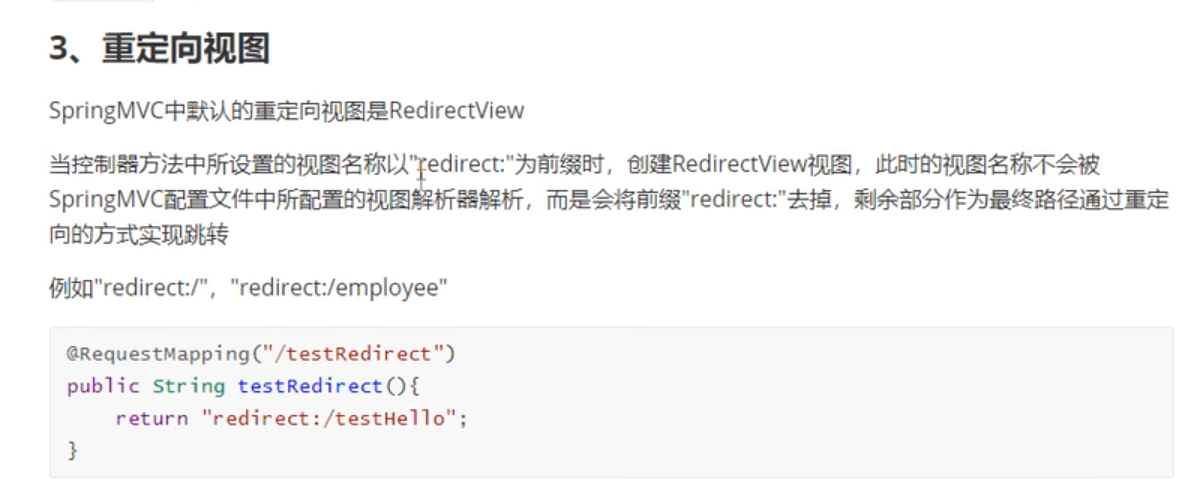 3、重定向视图
SpringMVC中默认的重定向视图是RedirectView
当控制器方法中所设置的视图名称以"redirect:"为前缀时，创建RedirectView视图，此时的视图名称不会被
SpringMVC配置文件中所配置的视图解析器解析，而是会将前缀"redirect:"去掉，剩余部分作为最终路径通过重定
向的方式实现跳转
例如"redirect:/"，"redirect:/employee"
@RequestMapping("/testRedirect")
public String testRedirect(){
    return "redirect:/testHello";
}